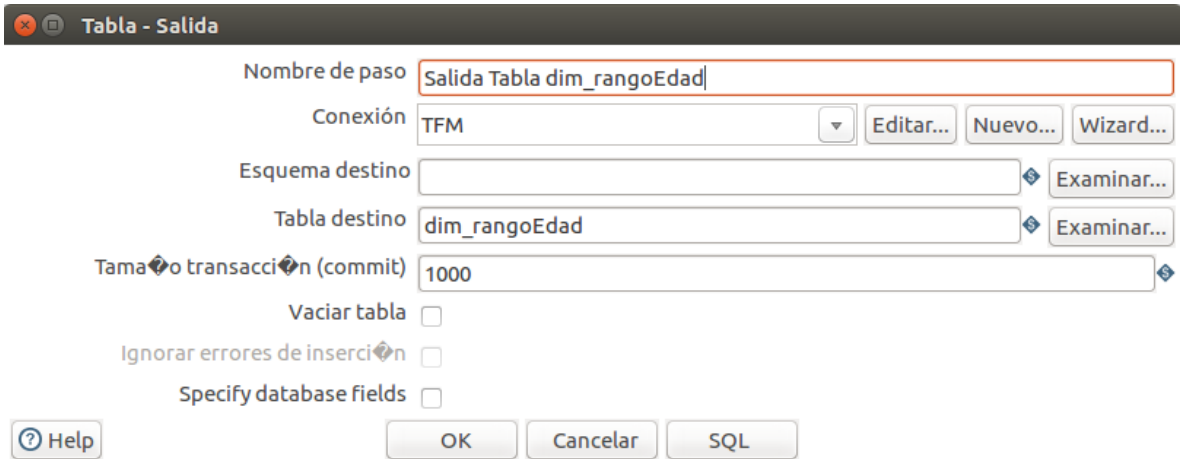 Tabla - Salida
Nombre de paso Salida Tabla dim_rangoEdad
Conexión TFM Editar... Nuevo... Wizard...
Esquema destino Examinar...
Tabla destino dim_rangoEdad Examinar...
Tama�o transacci�n (commit) 1000
Vaciar tabla
Ignorar errores de inserci�n
Specify database fields
Help OK Cancelar SQL